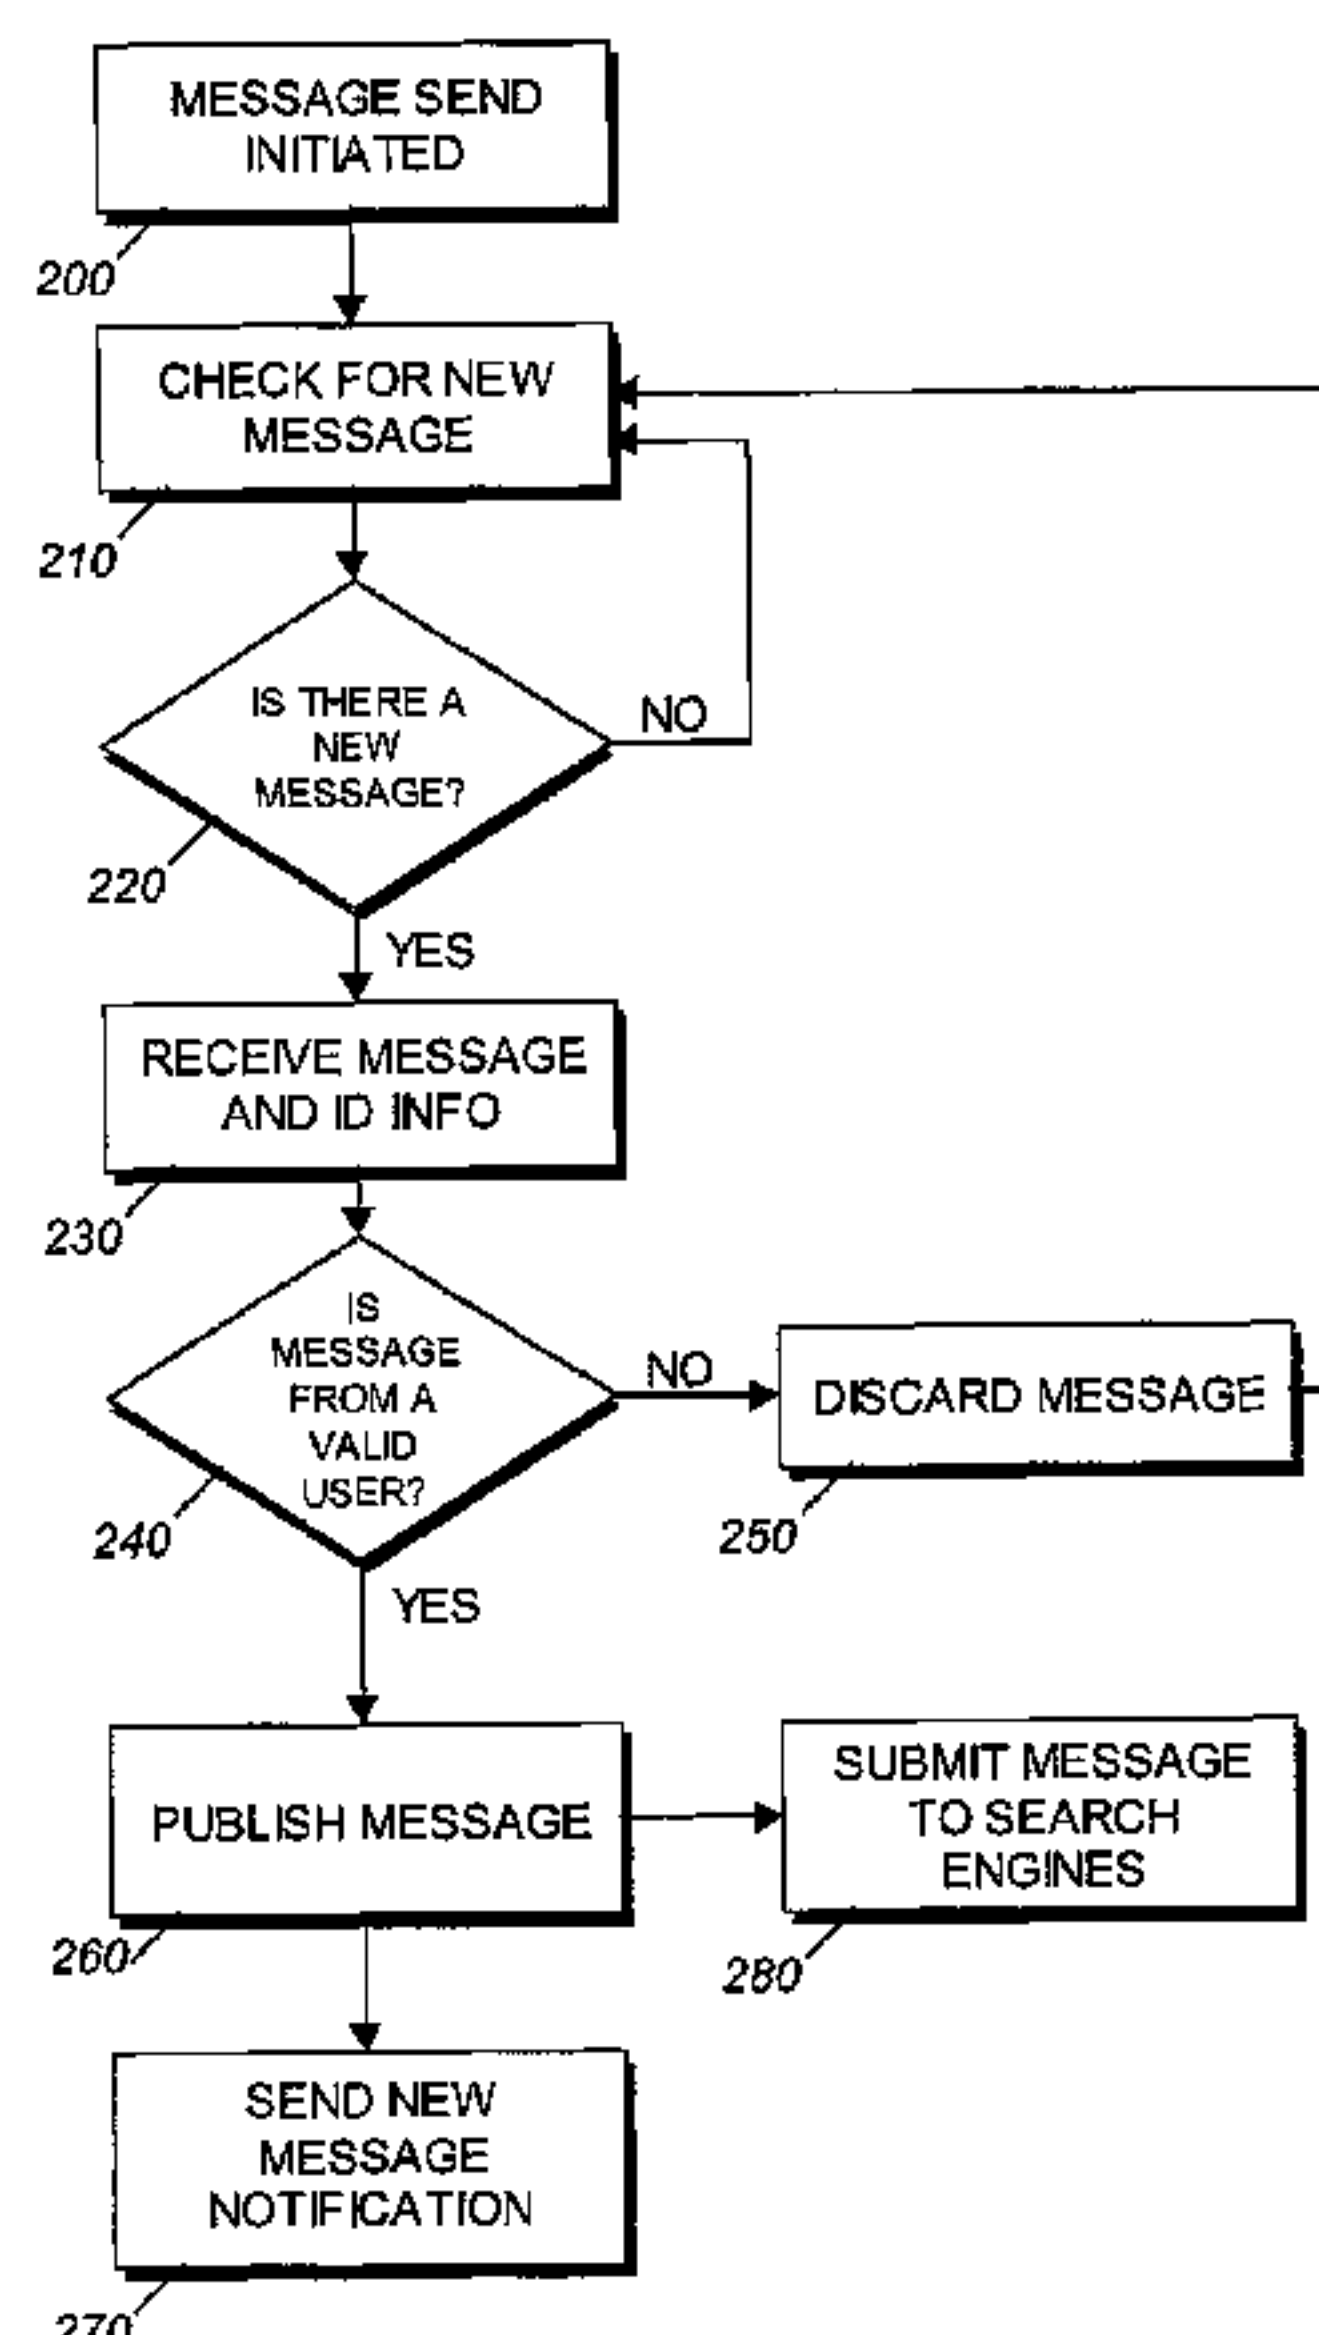 MESSAGE SEND
INITIATED
200
CHECK FOR NEW
MESSAGE
210
IS THERE A
NEW
MESSAGE?
NO
220
YES
RECEIVE MESSAGE
AND ID INFO
230
IS
MESSAGE
FROM A
VALID
USER?
NO
DISCARD MESSAGE
240
250
YES
PUBLISH MESSAGE
SUBMIT MESSAGE
TO SEARCH
ENGINES
260
280
SEND NEW
MESSAGE
NOTIFICATION
270